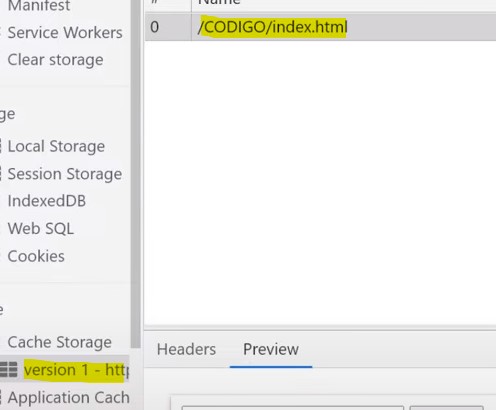 Manifest
Service Workers
Clear storage
ge
Local Storage
Session Storage
IndexedDB
Web SQL
Cookies
e
Cache Storage
version 1 - http
Application Cach
# Name
0 /CODIGO/index.html
Headers Preview